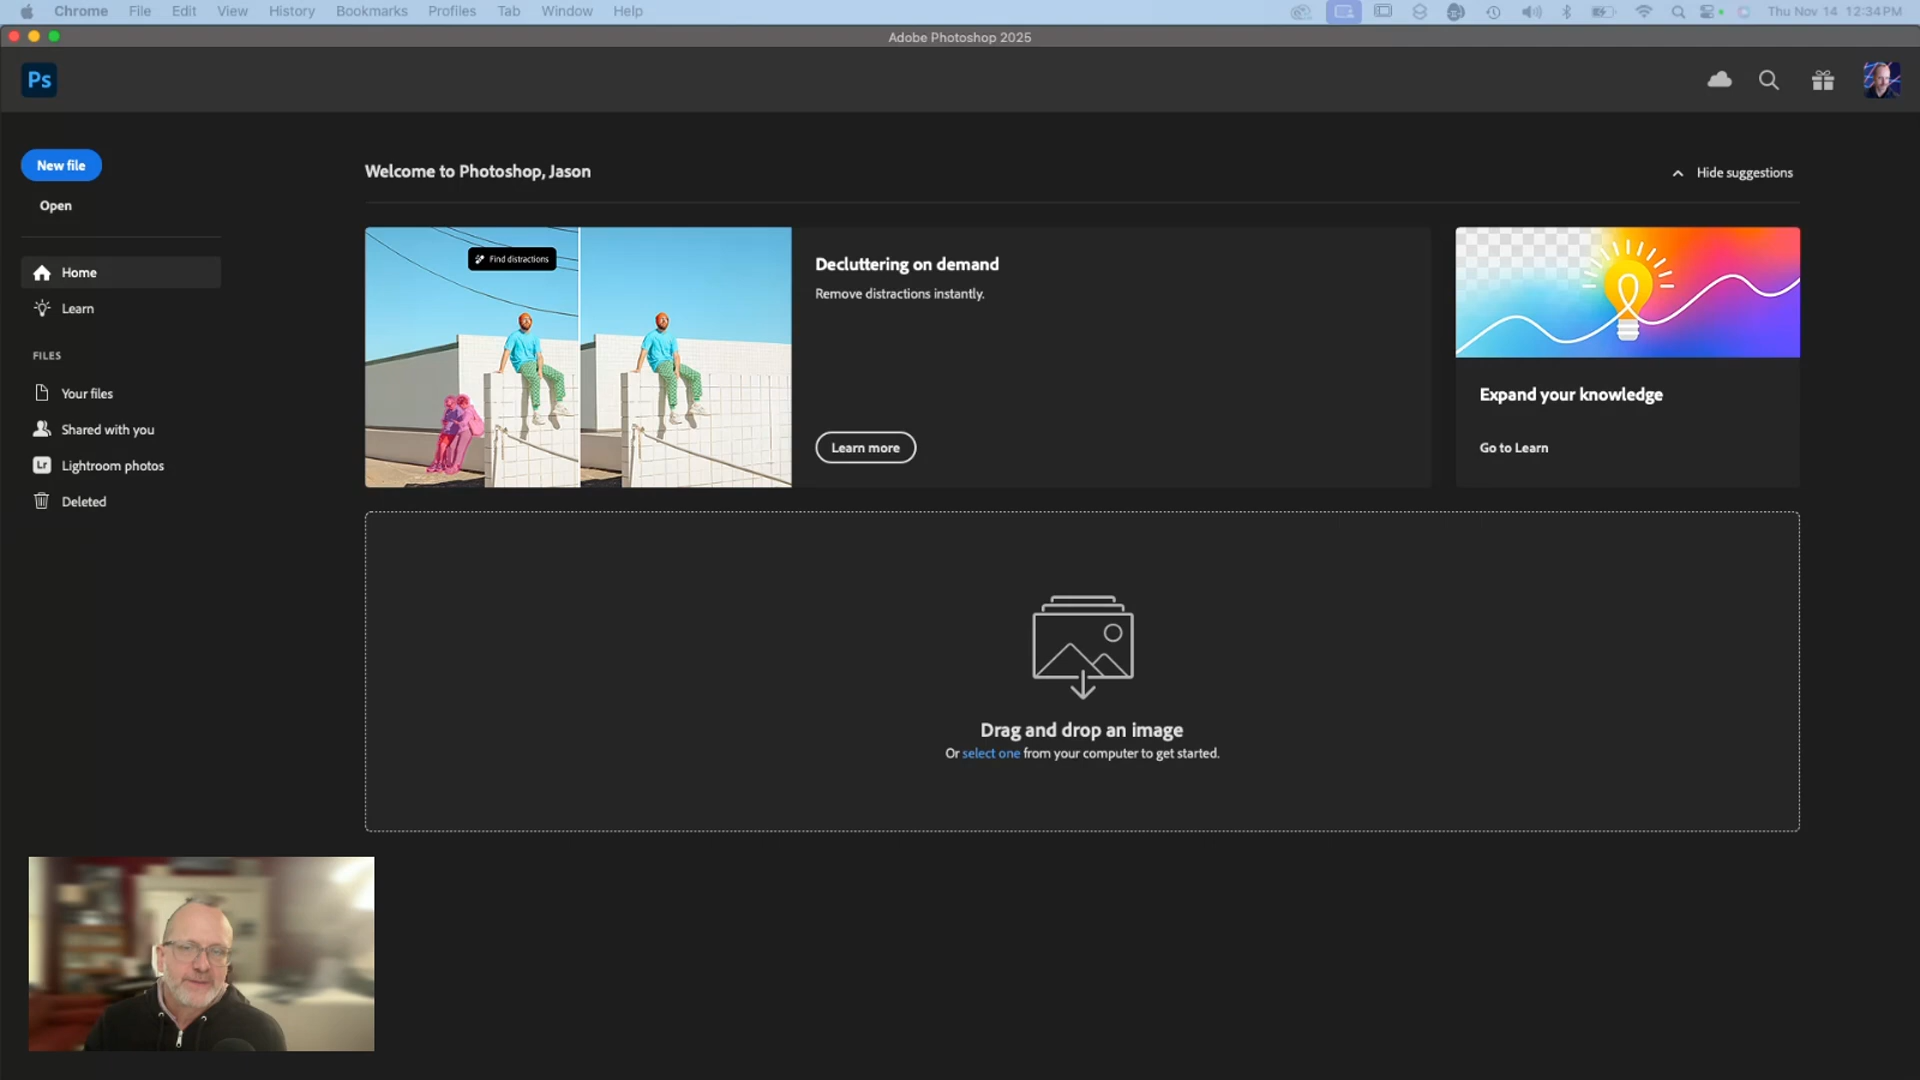 Chrome File Edit View History Bookmarks Profiles Tab Window Help Thu Nov 14 12:34 PM
Adobe Photoshop 2025
Ps
New file
Open
Home
Learn
FILES
Your files
Shared with you
Lr Lightroom photos
Deleted
Welcome to Photoshop, Jason
Hide suggestions
Find distractions
Decluttering on demand
Remove distractions instantly.
Learn more
Expand your knowledge
Go to Learn
Drag and drop an image
Or select one from your computer to get started.